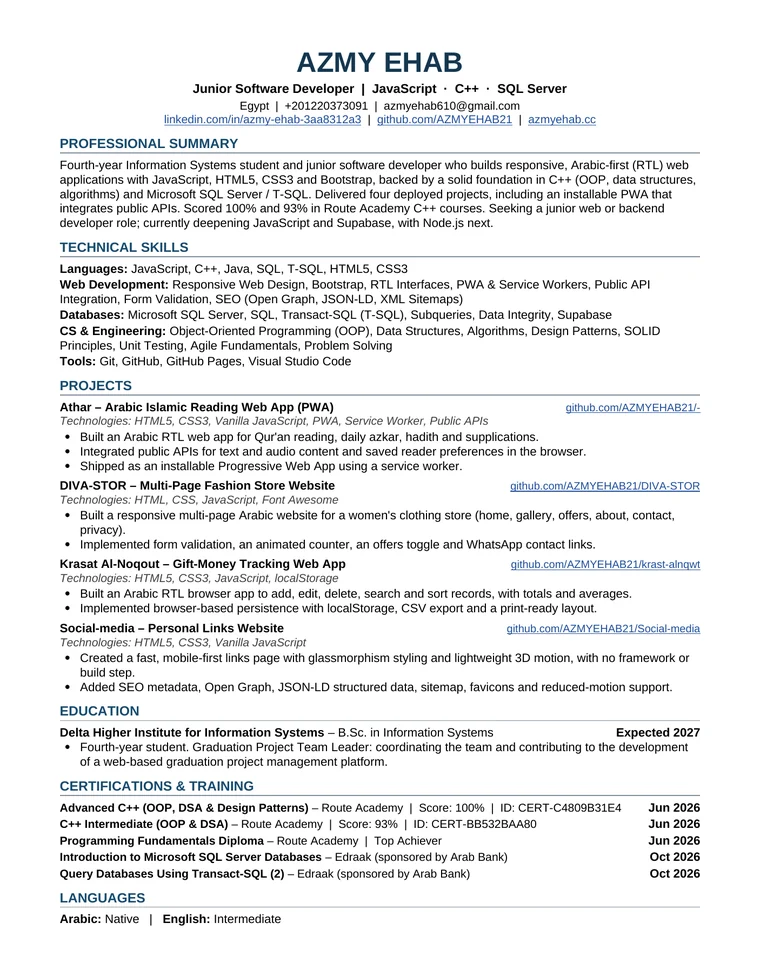 AZMY EHAB
Junior Software Developer | JavaScript · C++ · SQL Server
Egypt | +201220373091 | azmyehab610@gmail.com
linkedin.com/in/azmy-ehab-3aa8312a3 | github.com/AZMYEHAB21 | azmyehab.cc
PROFESSIONAL SUMMARY
Fourth-year Information Systems student and junior software developer who builds responsive, Arabic-first (RTL) web
applications with JavaScript, HTML5, CSS3 and Bootstrap, backed by a solid foundation in C++ (OOP, data structures,
algorithms) and Microsoft SQL Server / T-SQL. Delivered four deployed projects, including an installable PWA that
integrates public APIs. Scored 100% and 93% in Route Academy C++ courses. Seeking a junior web or backend
developer role; currently deepening JavaScript and Supabase, with Node.js next.
TECHNICAL SKILLS
Languages: JavaScript, C++, Java, SQL, T-SQL, HTML5, CSS3
Web Development: Responsive Web Design, Bootstrap, RTL Interfaces, PWA & Service Workers, Public API
Integration, Form Validation, SEO (Open Graph, JSON-LD, XML Sitemaps)
Databases: Microsoft SQL Server, SQL, Transact-SQL (T-SQL), Subqueries, Data Integrity, Supabase
CS & Engineering: Object-Oriented Programming (OOP), Data Structures, Algorithms, Design Patterns, SOLID
Principles, Unit Testing, Agile Fundamentals, Problem Solving
Tools: Git, GitHub, GitHub Pages, Visual Studio Code
PROJECTS
Athar – Arabic Islamic Reading Web App (PWA) github.com/AZMYEHAB21/-
Technologies: HTML5, CSS3, Vanilla JavaScript, PWA, Service Worker, Public APIs
• Built an Arabic RTL web app for Qur'an reading, daily azkar, hadith and supplications.
• Integrated public APIs for text and audio content and saved reader preferences in the browser.
• Shipped as an installable Progressive Web App using a service worker.
DIVA-STOR – Multi-Page Fashion Store Website github.com/AZMYEHAB21/DIVA-STOR
Technologies: HTML, CSS, JavaScript, Font Awesome
• Built a responsive multi-page Arabic website for a women's clothing store (home, gallery, offers, about, contact,
privacy).
• Implemented form validation, an animated counter, an offers toggle and WhatsApp contact links.
Krasat Al-Noqout – Gift-Money Tracking Web App github.com/AZMYEHAB21/krast-alnqwt
Technologies: HTML5, CSS3, JavaScript, localStorage
• Built an Arabic RTL browser app to add, edit, delete, search and sort records, with totals and averages.
• Implemented browser-based persistence with localStorage, CSV export and a print-ready layout.
Social-media – Personal Links Website github.com/AZMYEHAB21/Social-media
Technologies: HTML5, CSS3, Vanilla JavaScript
• Created a fast, mobile-first links page with glassmorphism styling and lightweight 3D motion, with no framework or
build step.
• Added SEO metadata, Open Graph, JSON-LD structured data, sitemap, favicons and reduced-motion support.
EDUCATION
Delta Higher Institute for Information Systems – B.Sc. in Information Systems Expected 2027
• Fourth-year student. Graduation Project Team Leader: coordinating the team and contributing to the development
of a web-based graduation project management platform.
CERTIFICATIONS & TRAINING
Advanced C++ (OOP, DSA & Design Patterns) – Route Academy | Score: 100% | ID: CERT-C4809B31E4 Jun 2026
C++ Intermediate (OOP & DSA) – Route Academy | Score: 93% | ID: CERT-BB532BAA80 Jun 2026
Programming Fundamentals Diploma – Route Academy | Top Achiever Jun 2026
Introduction to Microsoft SQL Server Databases – Edraak (sponsored by Arab Bank) Oct 2026
Query Databases Using Transact-SQL (2) – Edraak (sponsored by Arab Bank) Oct 2026
LANGUAGES
Arabic: Native | English: Intermediate